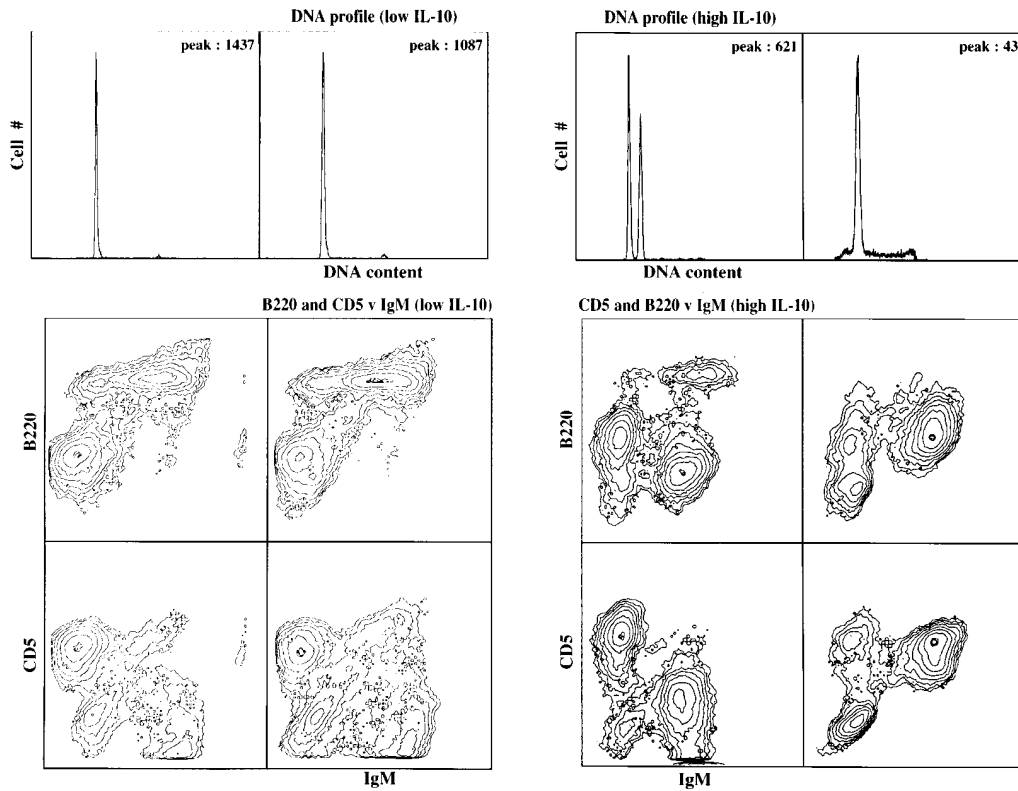 DNA profile (low IL-10)
DNA profile (high IL-10)
peak : 1437
peak : 1087
peak : 621
peak : 43
Cell #
Cell #
DNA content
DNA content
B220 and CD5 v IgM (low IL-10)
CD5 and B220 v IgM (high IL-10)
B220
B220
CD5
CD5
IgM
IgM